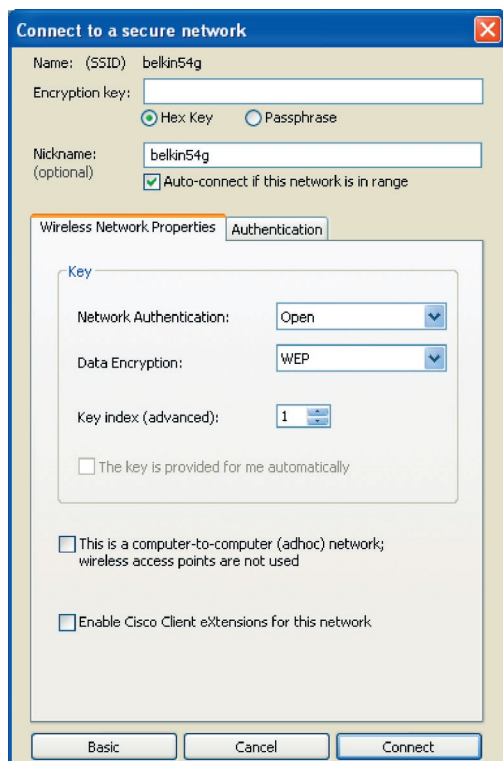 Connect to a secure network
Name: (SSID) belkin54g
Encryption key:
Hex Key Passphrase
Nickname: belkin54g
(optional)
Auto-connect if this network is in range
Wireless Network Properties Authentication
Key
Network Authentication: Open
Data Encryption: WEP
Key index (advanced): 1
The key is provided for me automatically
This is a computer-to-computer (adhoc) network;
wireless access points are not used
Enable Cisco Client eXtensions for this network
Basic Cancel Connect